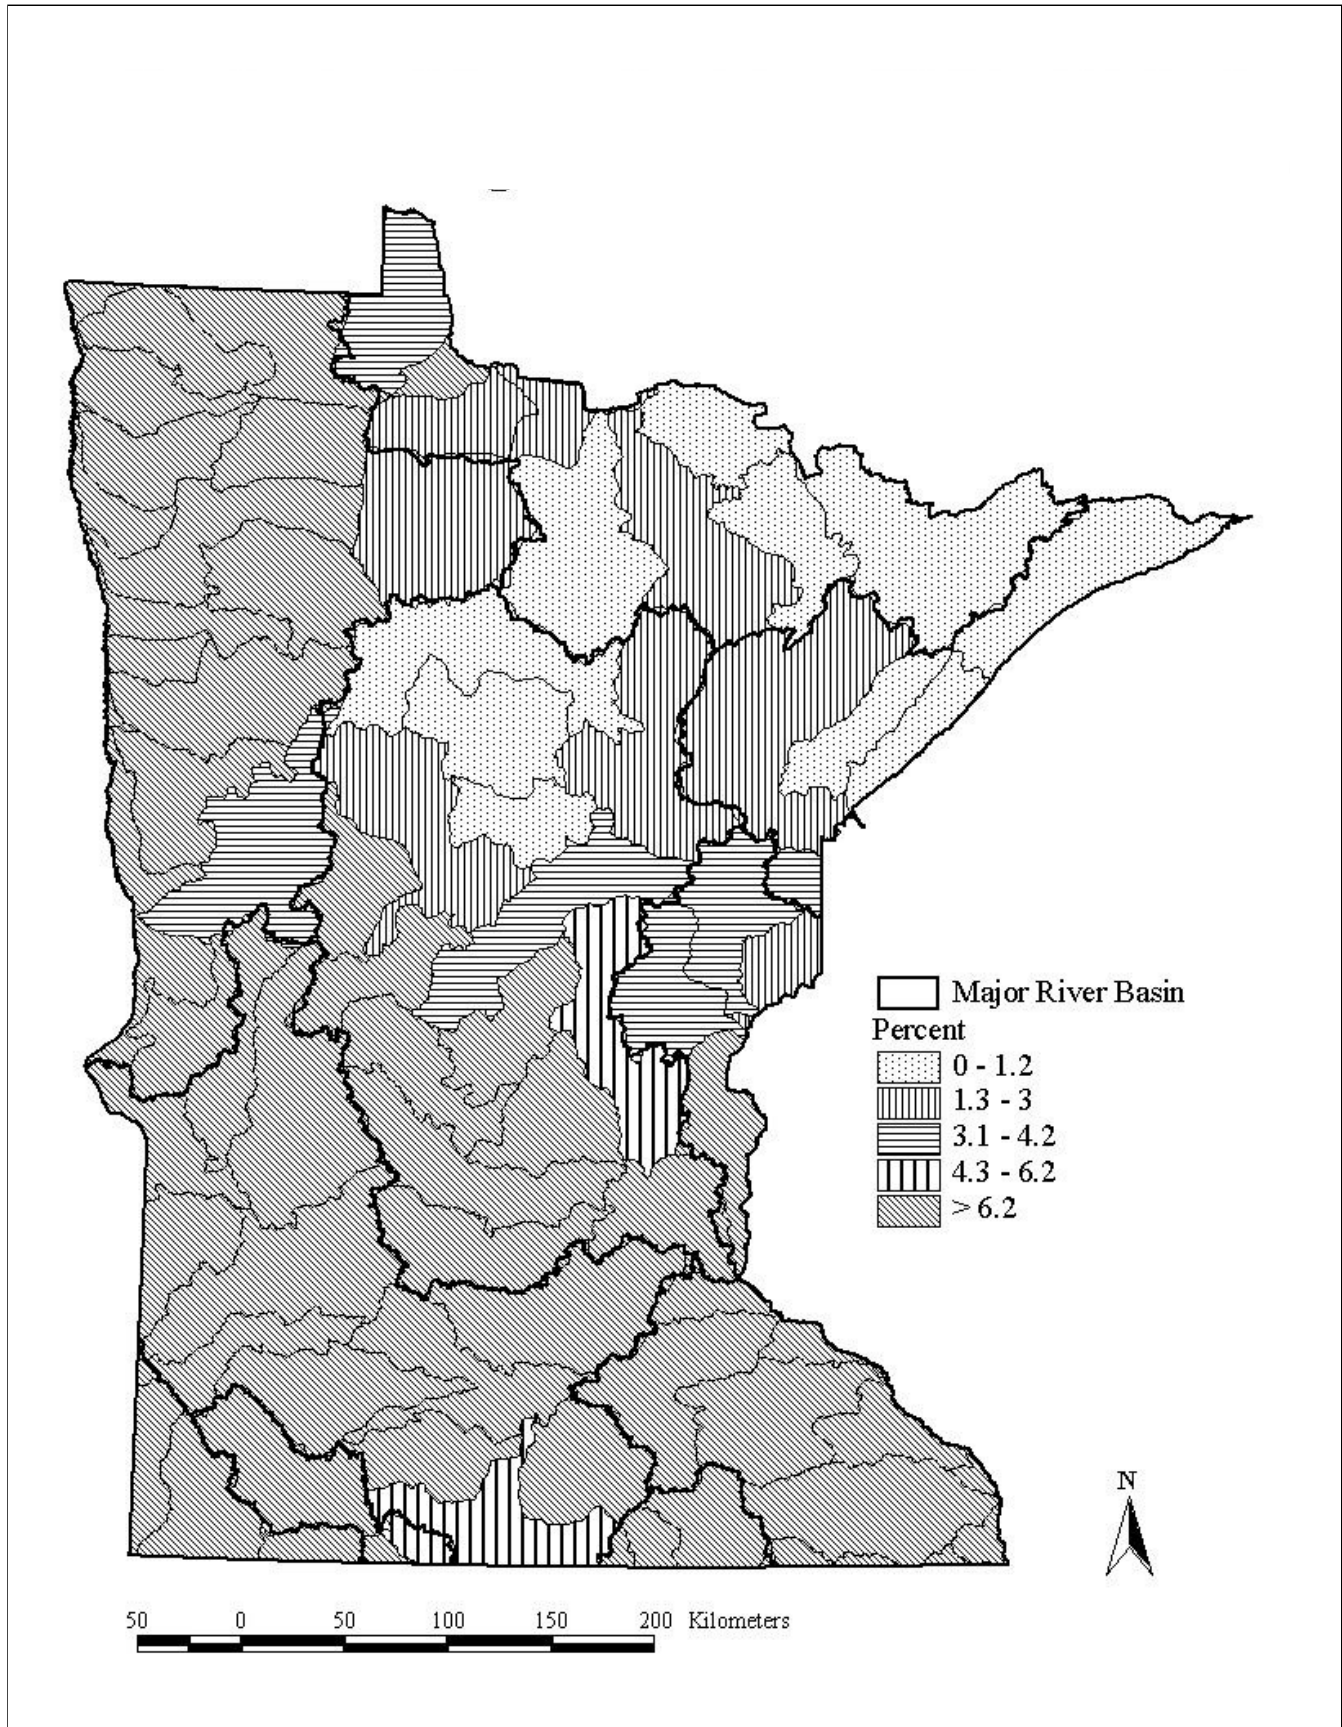 Major River Basin
Percent
0 - 1.2
1.3 - 3
3.1 - 4.2
4.3 - 6.2
> 6.2
N
50 0 50 100 150 200 Kilometers